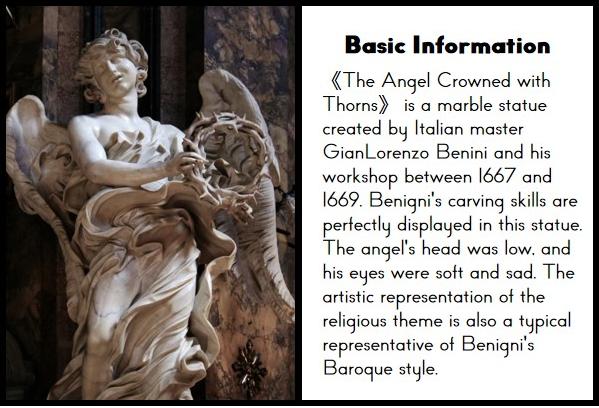 Basic Information
《The Angel Crowned with
Thorns》 is a marble statue
created by Italian master
GianLorenzo Benini and his
workshop between 1667 and
1669. Benigni's carving skills are
perfectly displayed in this statue.
The angel's head was low, and
his eyes were soft and sad. The
artistic representation of the
religious theme is also a typical
representative of Benigni's
Baroque style.